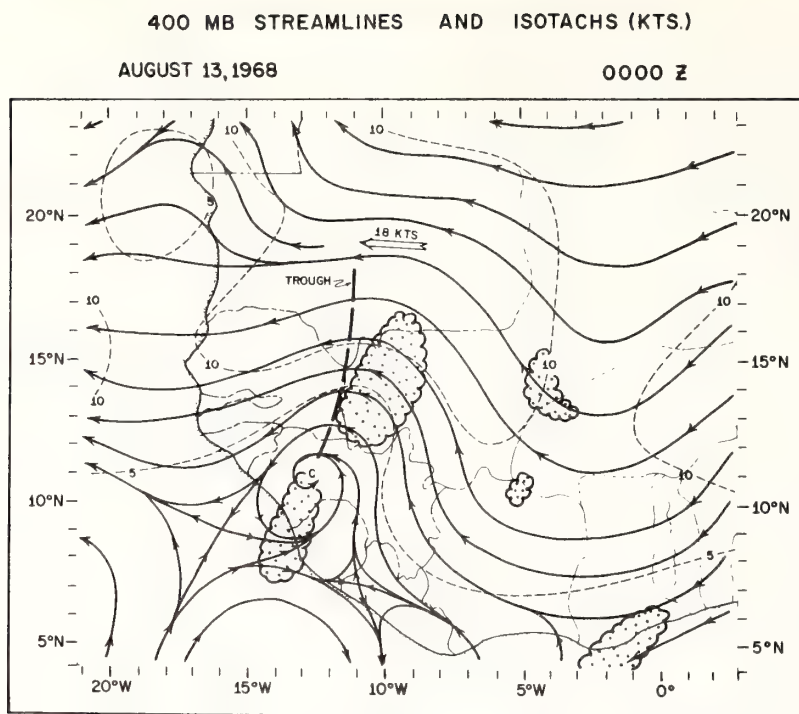 400 MB STREAMLINES AND ISOTACHS (KTS.)
AUGUST 13, 1968 0000 Z
10 10
5
20°N 20°N
18 KTS
TROUGH
10 10
15°N 15°N
10 10
10
5 C 10
10°N 10°N
5
5°N 5°N
20°W 15°W 10°W 5°W 0°